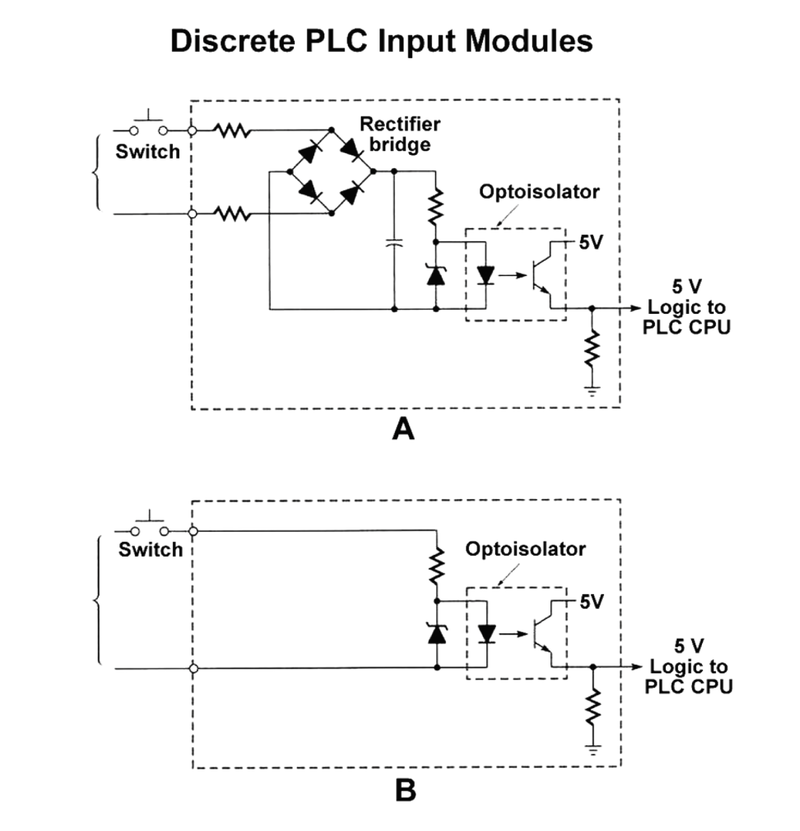 Discrete PLC Input Modules
Switch
Rectifier
bridge
Optoisolator
5V
5 V
Logic to
PLC CPU
A
Switch
Optoisolator
5V
5 V
Logic to
PLC CPU
B